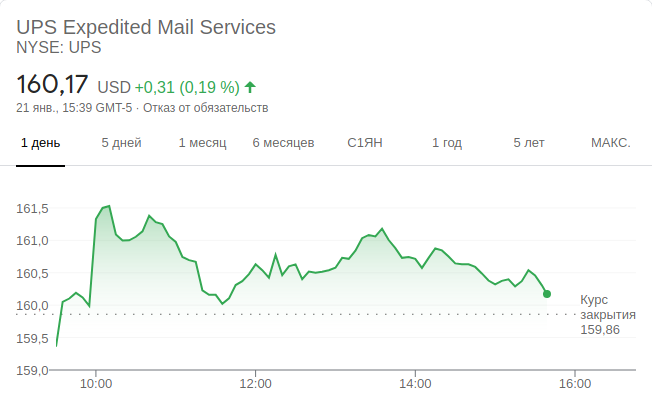 UPS Expedited Mail Services
NYSE: UPS
160,17 USD +0,31 (0,19 %)
21 янв., 15:39 GMT-5 · Отказ от обязательств
1 день 5 дней 1 месяц 6 месяцев С1ЯН 1 год 5 лет МАКС.
161,5
161,0
160,5
160,0
159,5
159,0
Курс
закрытия
159,86
10:00 12:00 14:00 16:00